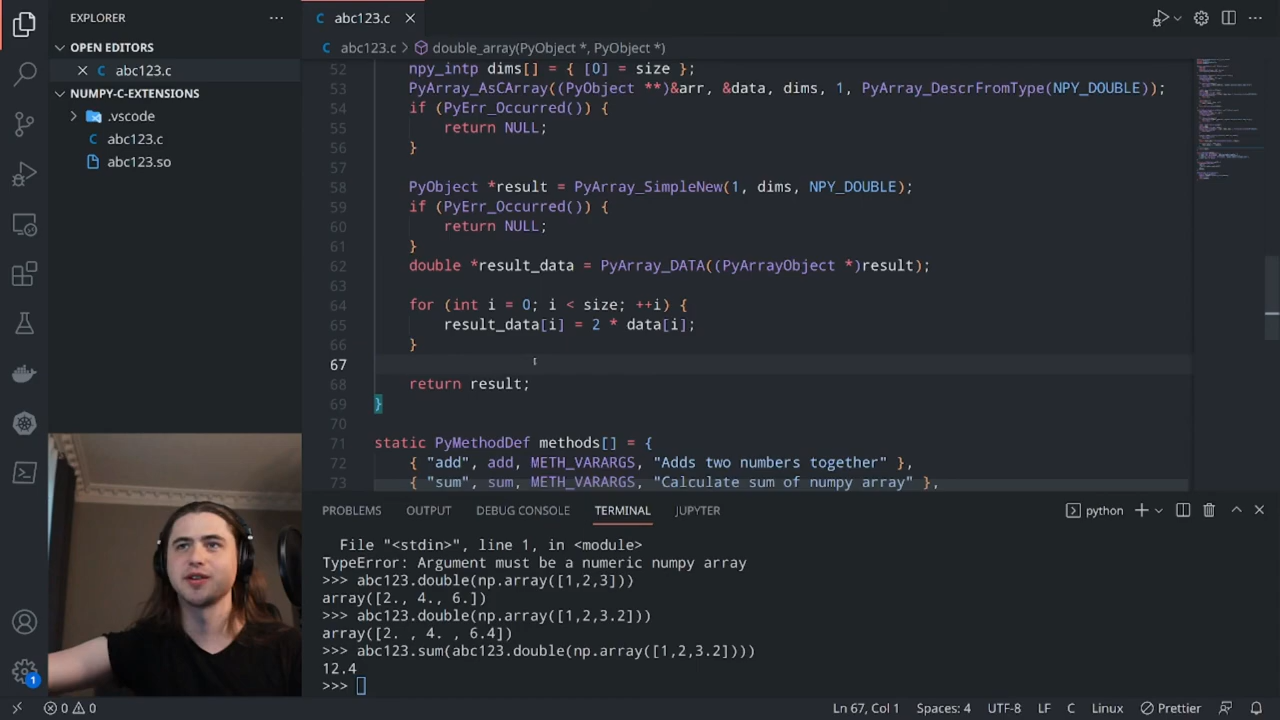 EXPLORER
OPEN EDITORS
abc123.c
NUMPY-C-EXTENSIONS
.vscode
abc123.c
abc123.so
1
abc123.c
abc123.c > double_array(PyObject *, PyObject *)
52 npy_intp dims[] = { [0] = size };
53 PyArray_AsCArray((PyObject **)&arr, &data, dims, 1, PyArray_DescrFromType(NPY_DOUBLE));
54 if (PyErr_Occurred()) {
55 return NULL;
56 }
57
58 PyObject *result = PyArray_SimpleNew(1, dims, NPY_DOUBLE);
59 if (PyErr_Occurred()) {
60 return NULL;
61 }
62 double *result_data = PyArray_DATA((PyArrayObject *)result);
63
64 for (int i = 0; i < size; ++i) {
65 result_data[i] = 2 * data[i];
66 }
67
68 return result;
69 }
70
71 static PyMethodDef methods[] = {
72 { "add", add, METH_VARARGS, "Adds two numbers together" },
73 { "sum", sum, METH_VARARGS, "Calculate sum of numpy array" },
PROBLEMS OUTPUT DEBUG CONSOLE TERMINAL JUPYTER python
File "<stdin>", line 1, in <module>
TypeError: Argument must be a numeric numpy array
>>> abc123.double(np.array([1,2,3]))
array([2., 4., 6.])
>>> abc123.double(np.array([1,2,3.2]))
array([2. , 4. , 6.4])
>>> abc123.sum(abc123.double(np.array([1,2,3.2])))
12.4
>>>
0 0 Ln 67, Col 1 Spaces: 4 UTF-8 LF C Linux Prettier